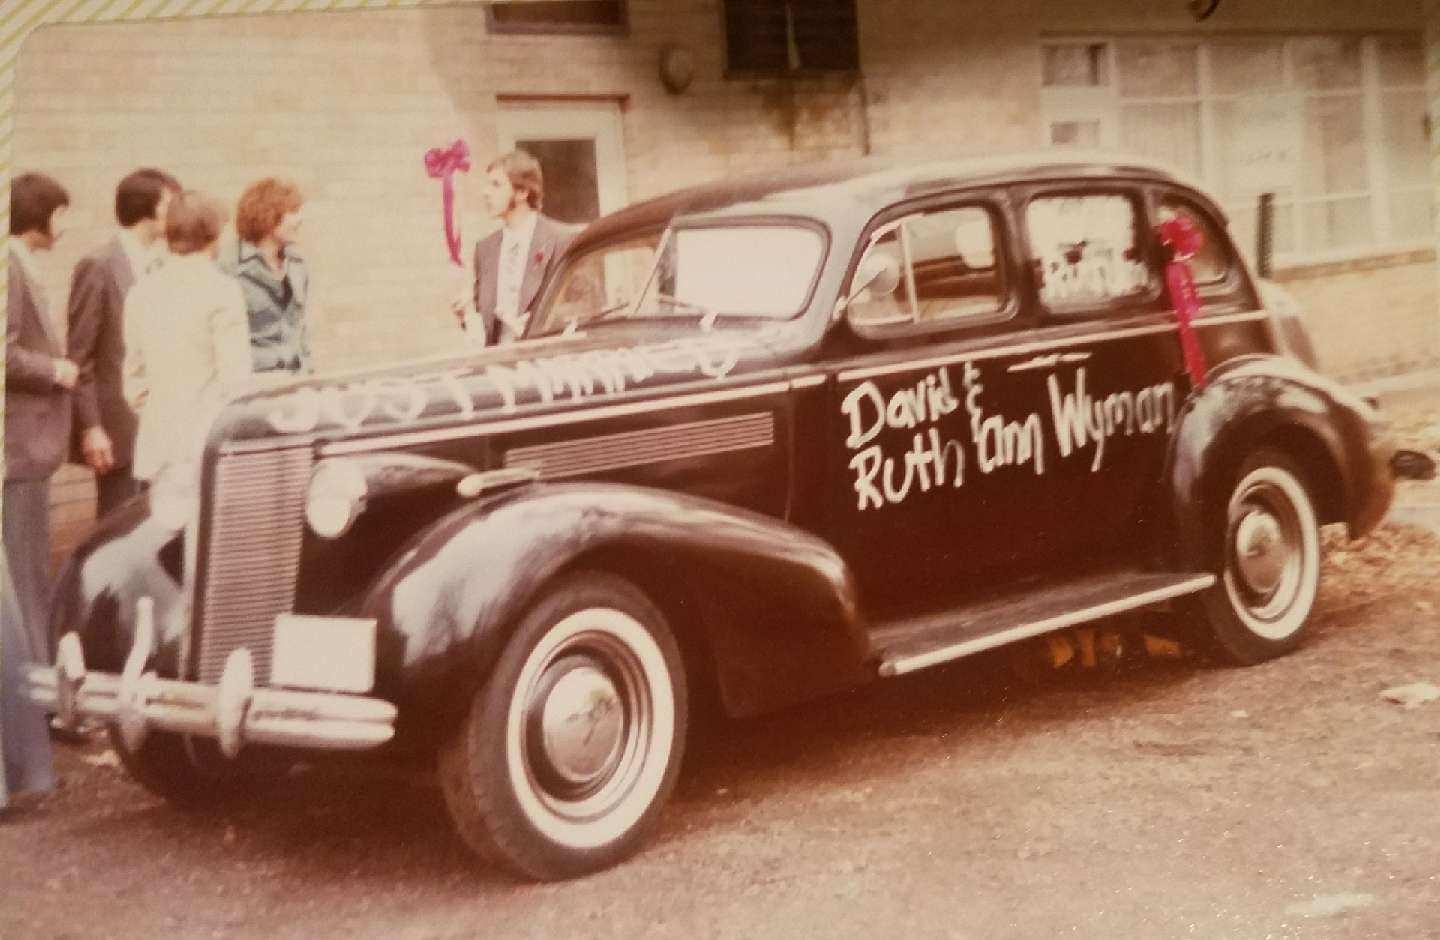 JUST MARRIED
David &
Ruth Ann Wyman